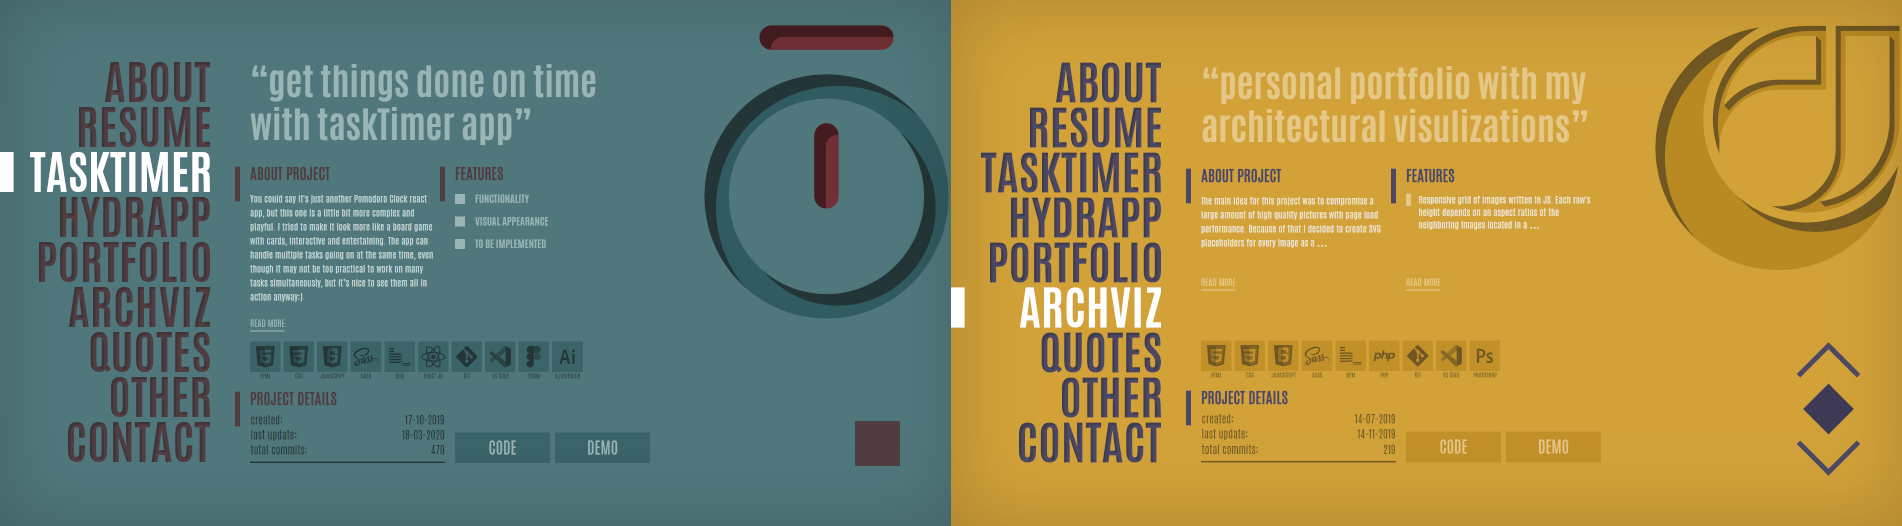 ABOUT
RESUME
TASKTIMER
HYDRAPP
PORTFOLIO
ARCHVIZ
QUOTES
OTHER
CONTACT
“get things done on time
with taskTimer app”
ABOUT PROJECT
You could say it's just another Pomodoro Clock react
app, but this one is a little bit more complex and
playful. I tried to make it look more like a board game
with cards, interactive and entertaining. The app can
handle multiple tasks going on at the same time, even
though it may not be too practical to work on many
tasks simultaneously, but it's nice to see them all in
action anyway:)
READ MORE
FEATURES
FUNCTIONALITY
VISUAL APPEARANCE
TO BE IMPLEMENTED
Sass
Ai
HTML
CSS
JAVASCRIPT
SASS
BEM
REACT JS
GIT
VS CODE
FIGMA
ILLUSTRATOR
PROJECT DETAILS
created: 17-10-2019
last update: 18-03-2020
total commits: 470
CODE
DEMO
ABOUT
RESUME
TASKTIMER
HYDRAPP
PORTFOLIO
ARCHVIZ
QUOTES
OTHER
CONTACT
“personal portfolio with my
architectural visulizations”
ABOUT PROJECT
The main idea for this project was to compromise a
large amount of high quality pictures with page load
performance. Because of that I decided to create SVG
placeholders for every image as a ...
READ MORE
FEATURES
Responsive grid of images written in JS. Each row's
height depends on an aspect ratios of the
neighboring images located in a ...
READ MORE
Sass
php
Ps
HTML
CSS
JAVASCRIPT
SASS
BEM
PHP
GIT
VS CODE
PHOTOSHOP
PROJECT DETAILS
created: 14-07-2019
last update: 14-11-2019
total commits: 219
CODE
DEMO